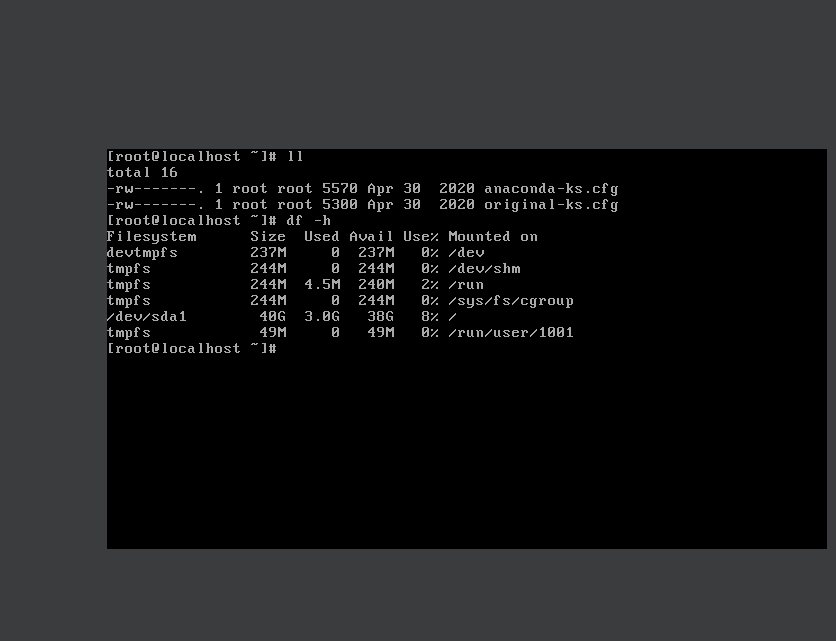 [root@localhost ~]# ll
total 16
-rw-------. 1 root root 5570 Apr 30  2020 anaconda-ks.cfg
-rw-------. 1 root root 5300 Apr 30  2020 original-ks.cfg
[root@localhost ~]# df -h
Filesystem      Size  Used Avail Use% Mounted on
devtmpfs        237M     0  237M   0% /dev
tmpfs           244M     0  244M   0% /dev/shm
tmpfs           244M  4.5M  240M   2% /run
tmpfs           244M     0  244M   0% /sys/fs/cgroup
/dev/sda1        40G  3.0G   38G   8% /
tmpfs            49M     0   49M   0% /run/user/1001
[root@localhost ~]#